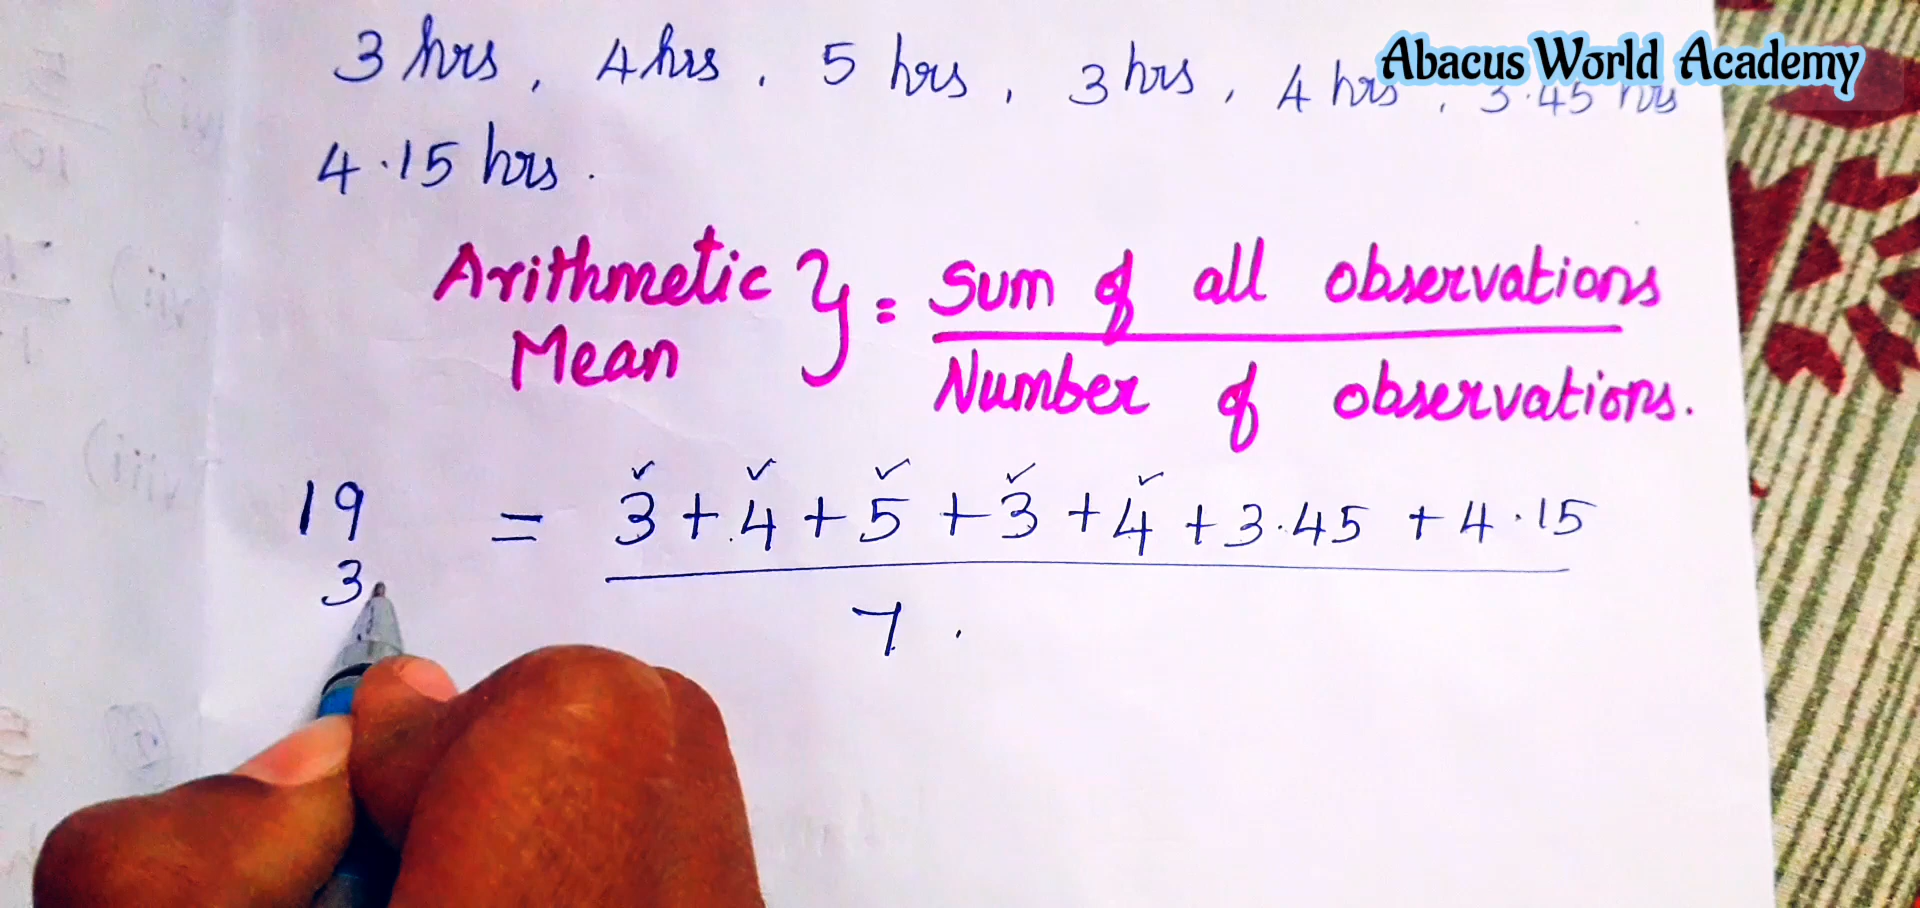 3 hrs , 4 hrs , 5 hrs , 3 hrs , 4 hrs , 3.45 hrs
Abacus World Academy
4.15 hrs .
Arithmetic Mean } = Sum of all observations
Number of observations.
19 = 3 + 4 + 5 + 3 + 4 + 3.45 + 4.15
3
7 .